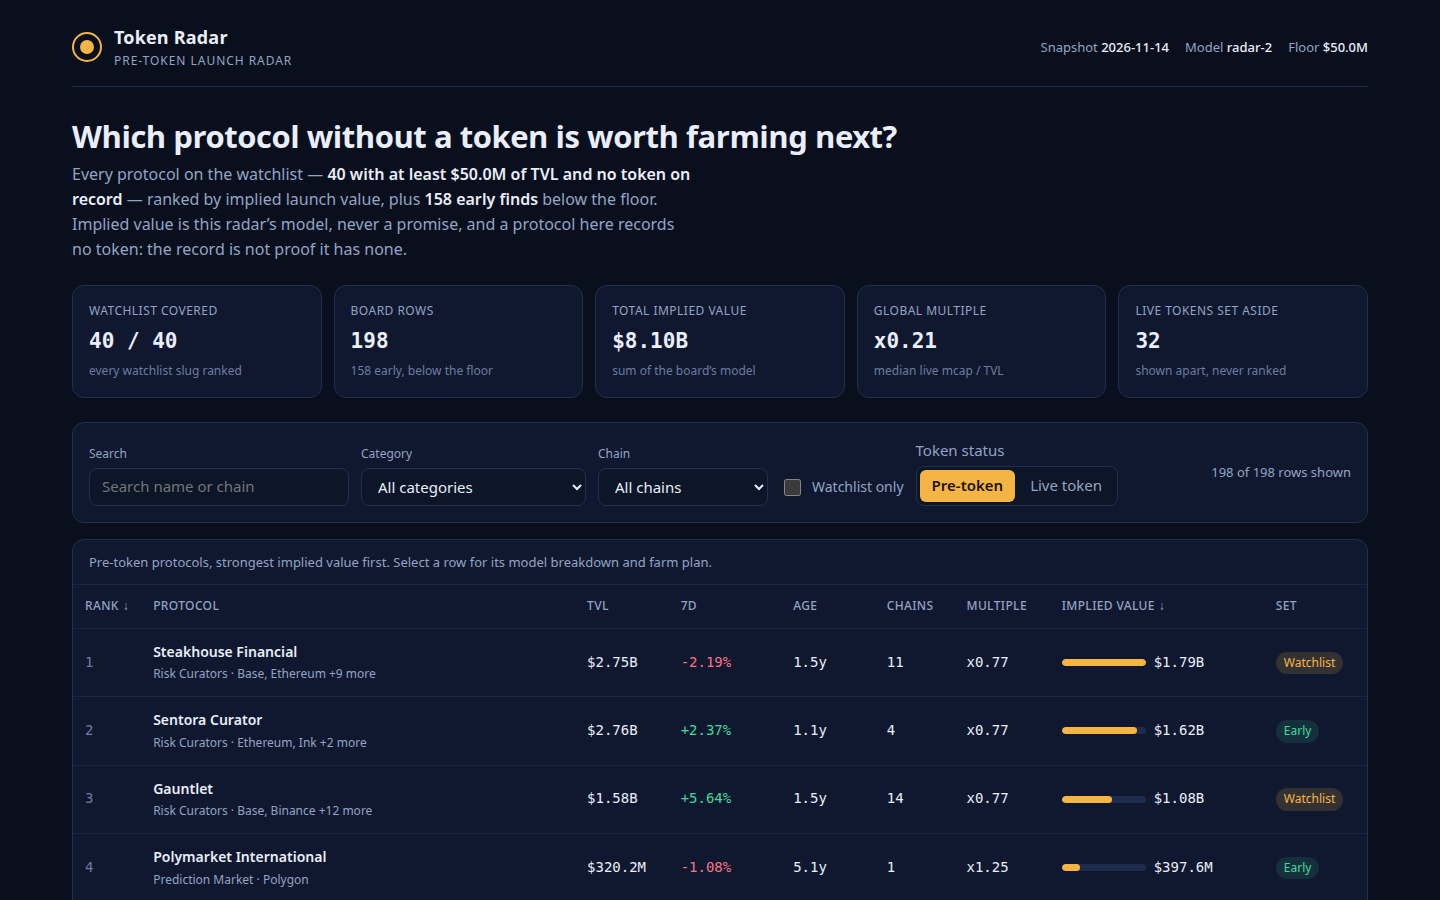 Token Radar
PRE-TOKEN LAUNCH RADAR
Snapshot 2026-11-14 Model radar-2 Floor $50.0M
Which protocol without a token is worth farming next?
Every protocol on the watchlist — 40 with at least $50.0M of TVL and no token on
record — ranked by implied launch value, plus 158 early finds below the floor.
Implied value is this radar’s model, never a promise, and a protocol here records
no token: the record is not proof it has none.
WATCHLIST COVERED
40 / 40
every watchlist slug ranked
BOARD ROWS
198
158 early, below the floor
TOTAL IMPLIED VALUE
$8.10B
sum of the board’s model
GLOBAL MULTIPLE
x0.21
median live mcap / TVL
LIVE TOKENS SET ASIDE
32
shown apart, never ranked
Search
Search name or chain
Category
All categories
Chain
All chains
Watchlist only
Token status
Pre-token Live token
198 of 198 rows shown
Pre-token protocols, strongest implied value first. Select a row for its model breakdown and farm plan.
RANK ↓ PROTOCOL TVL 7D AGE CHAINS MULTIPLE IMPLIED VALUE ↓ SET
1 Steakhouse Financial $2.75B -2.19% 1.5y 11 x0.77 $1.79B Watchlist
Risk Curators · Base, Ethereum +9 more
2 Sentora Curator $2.76B +2.37% 1.1y 4 x0.77 $1.62B Early
Risk Curators · Ethereum, Ink +2 more
3 Gauntlet $1.58B +5.64% 1.5y 14 x0.77 $1.08B Watchlist
Risk Curators · Base, Binance +12 more
4 Polymarket International $320.2M -1.08% 5.1y 1 x1.25 $397.6M Early
Prediction Market · Polygon